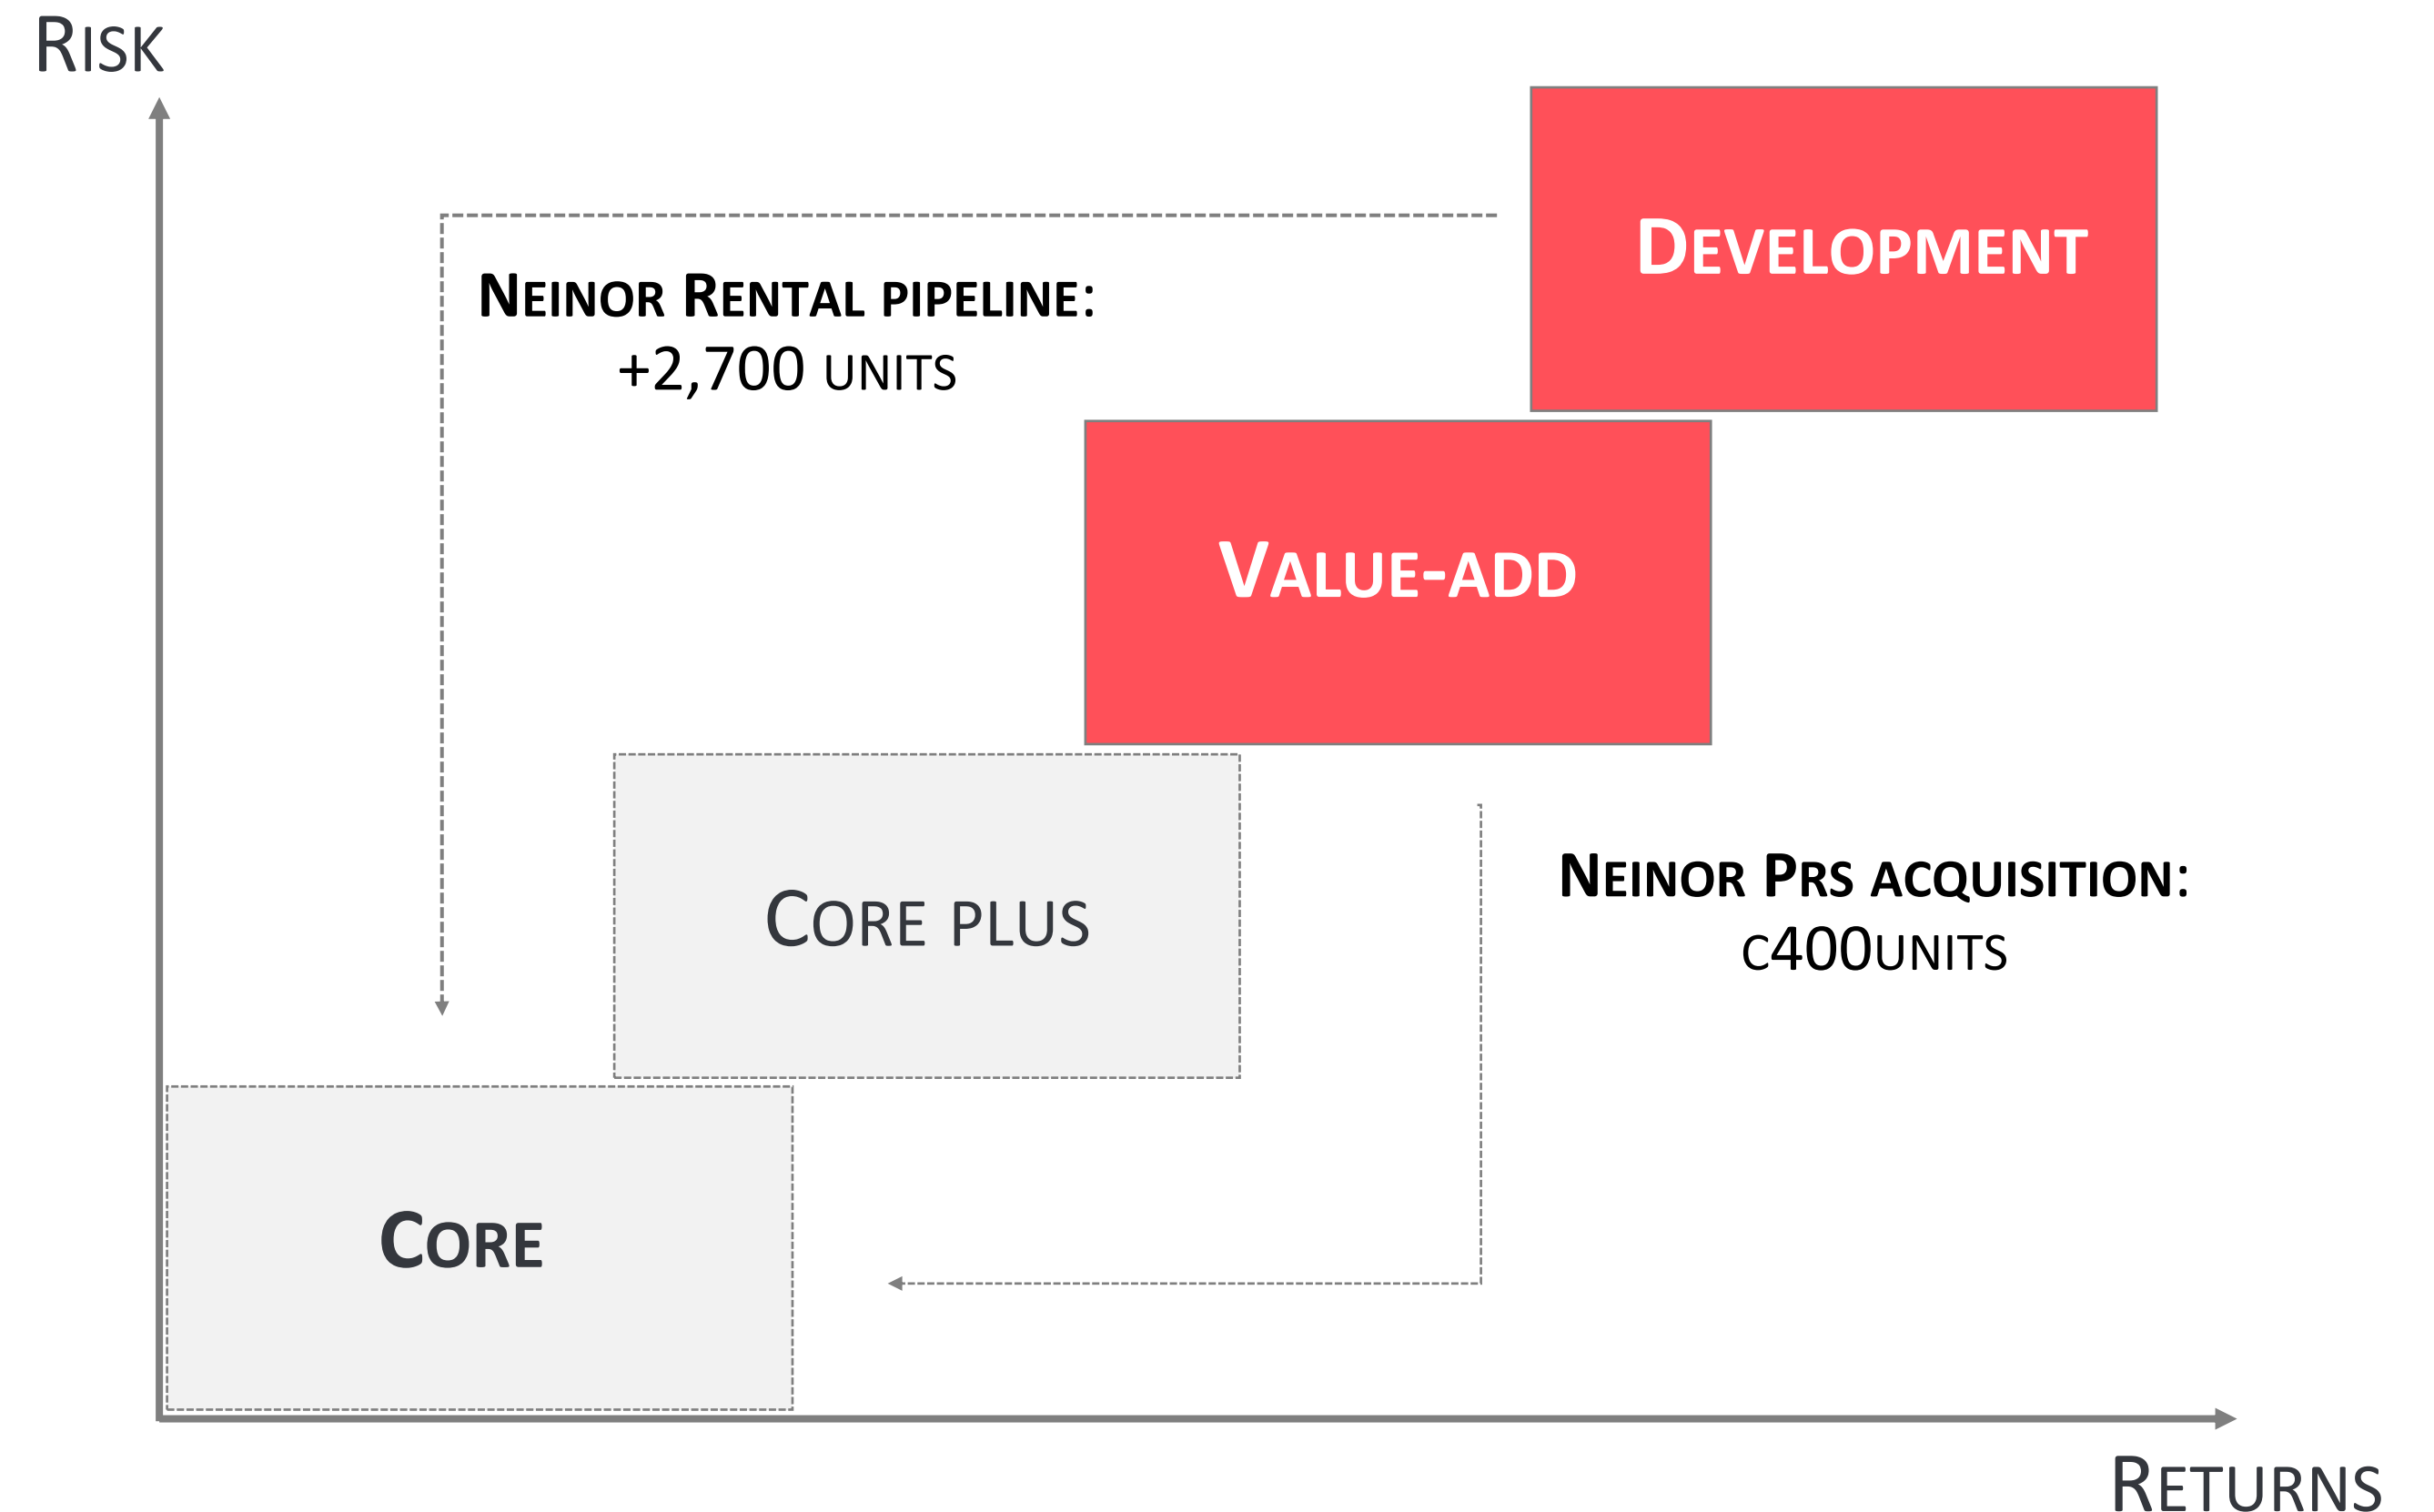 Risk
Development
Neinor Rental pipeline:
+2,700 units
Value-add
Neinor Prs acquisition:
c400units
Core plus
Core
Returns